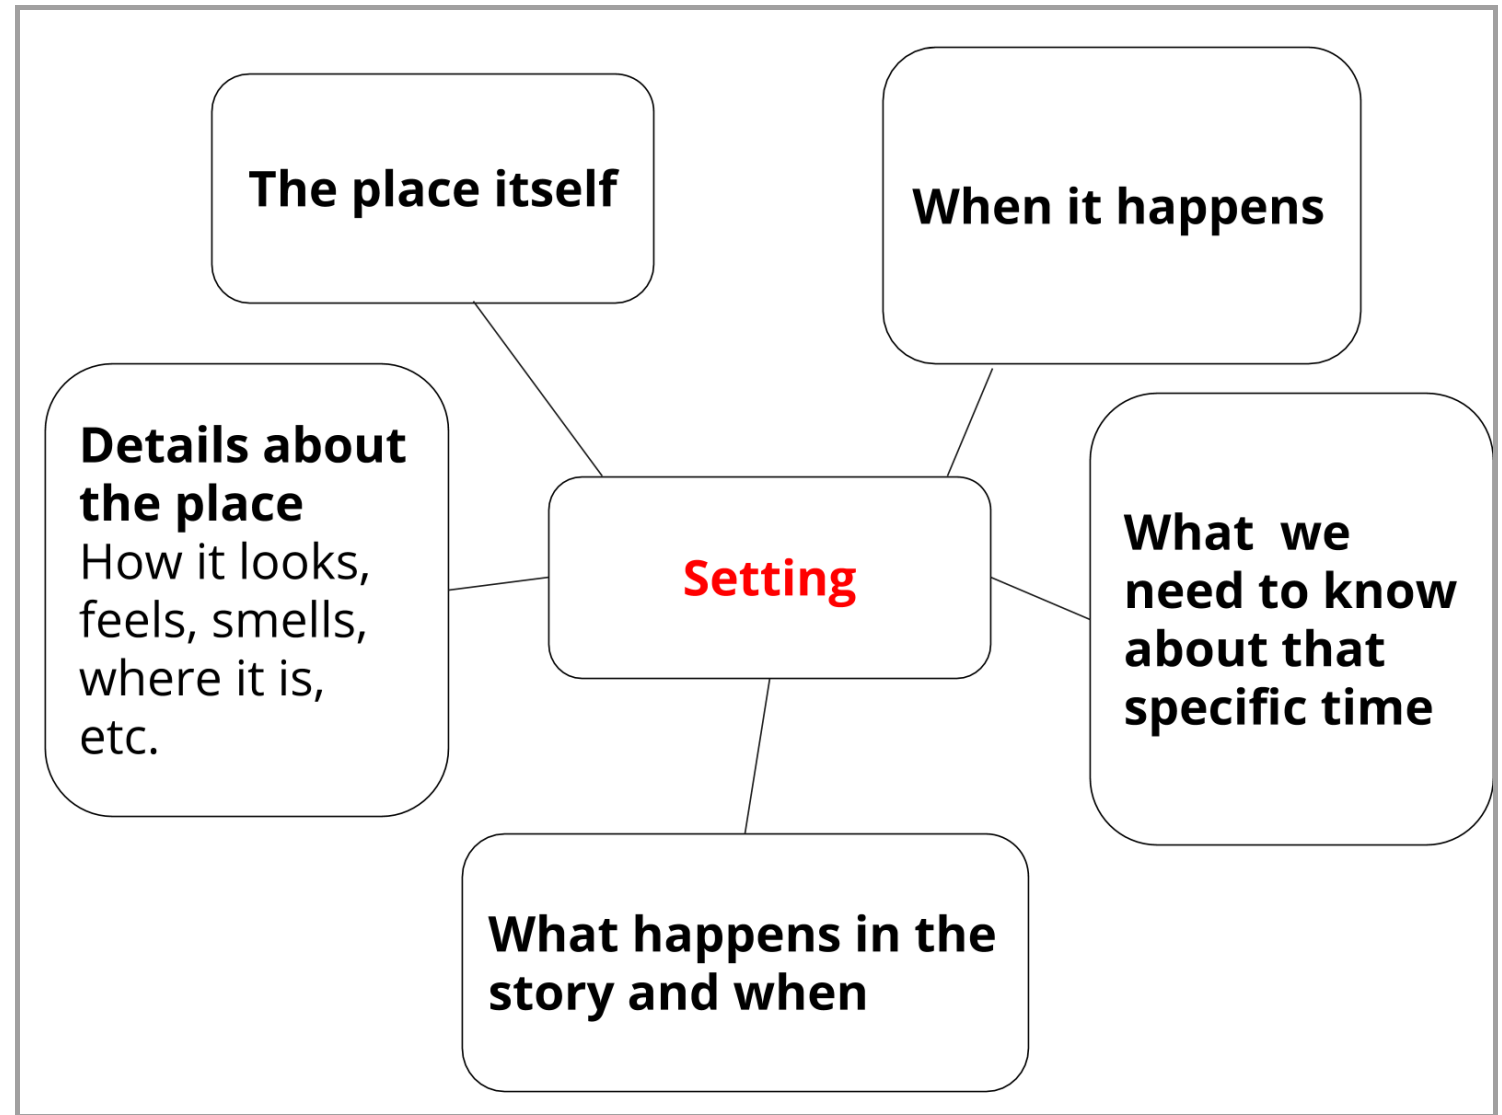 The place itself
When it happens
Details about
the place
How it looks,
feels, smells,
where it is,
etc.
Setting
What  we
need to know
about that
specific time
What happens in the
story and when